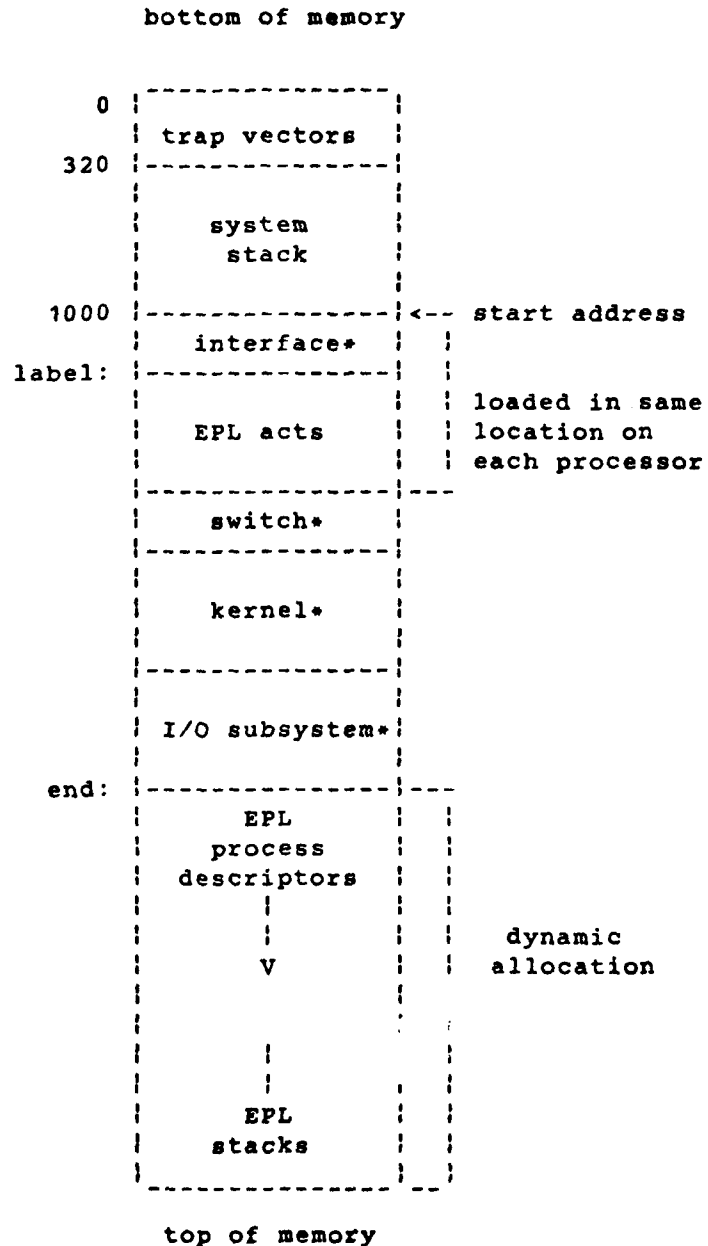 bottom of memory
0
trap vectors
320
system
stack
1000 <-- start address
interface*
label:
loaded in same
EPL acts location on
each processor
switch*
kernel*
I/O subsystem*
end:
EPL
process
descriptors
dynamic
V allocation
EPL
stacks
top of memory